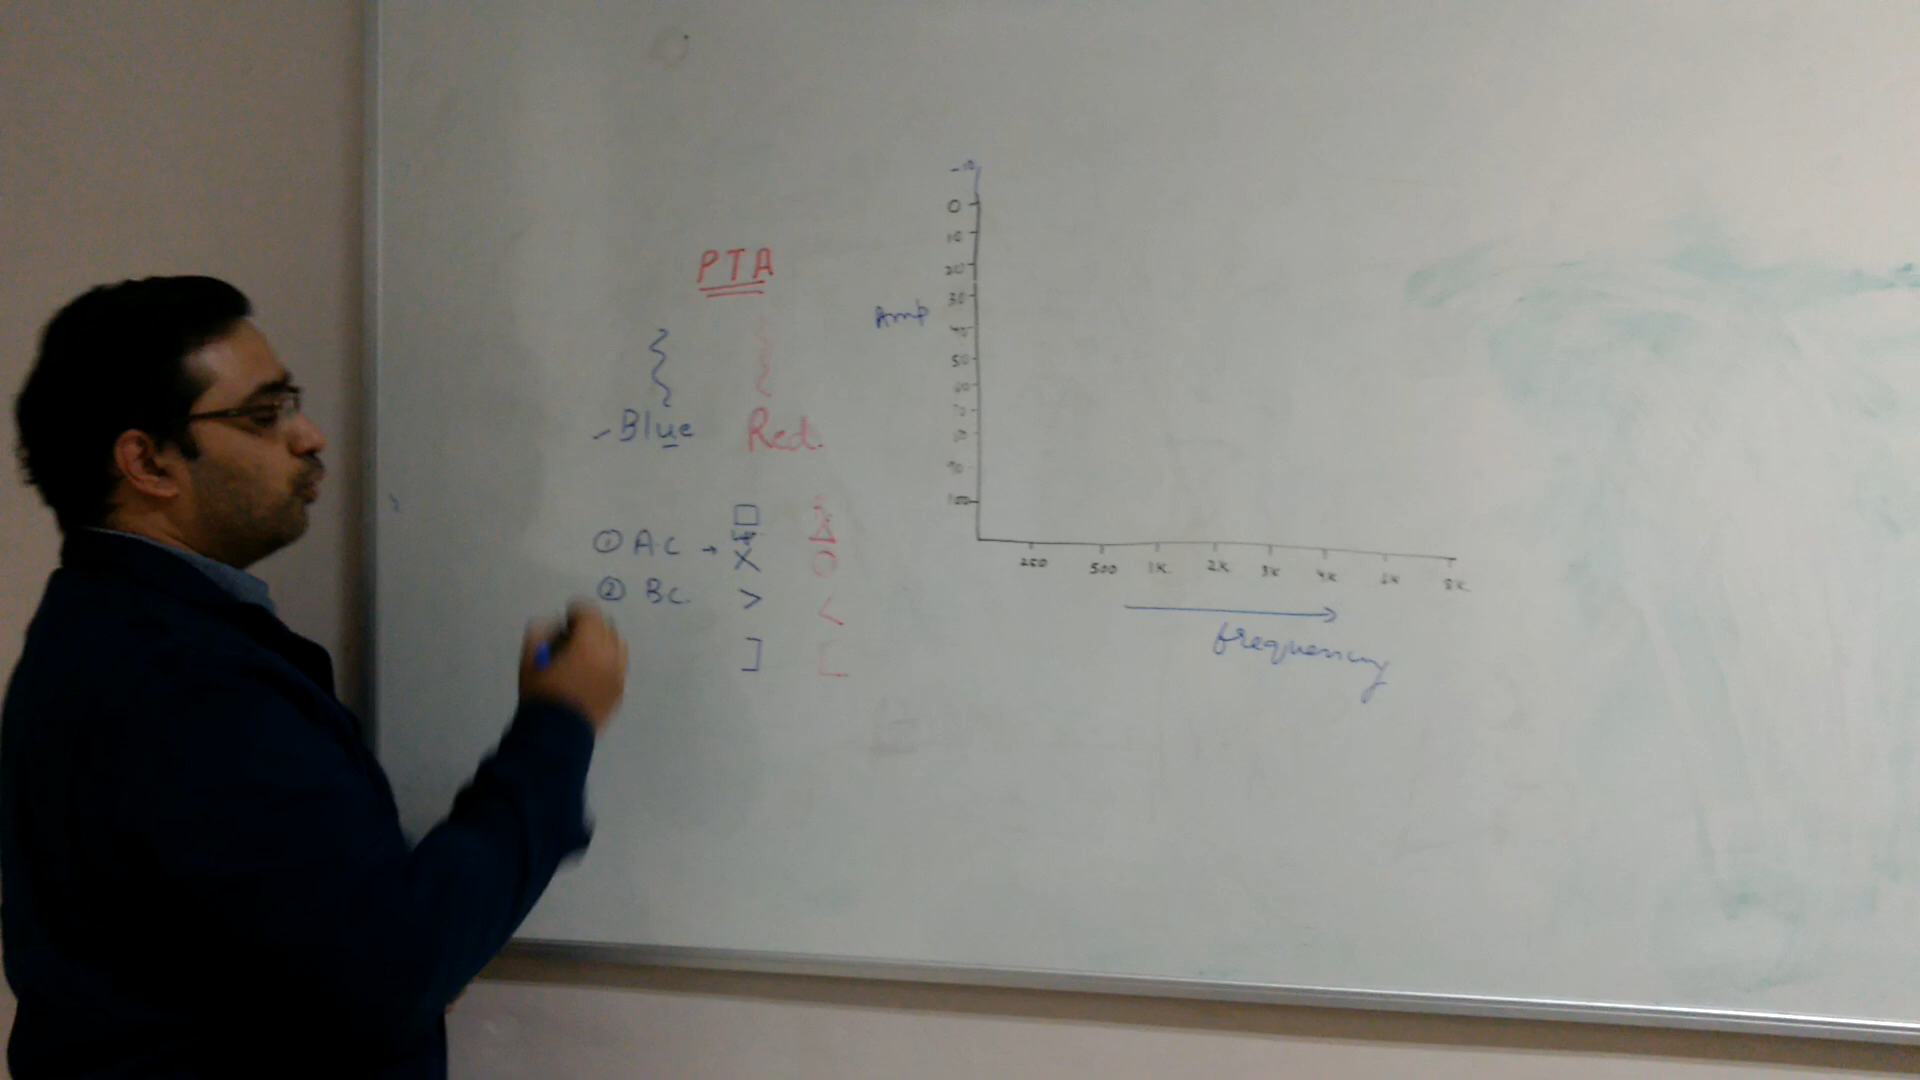 PTA
Blue Red.
① A.C → □ △
X O
② BC. > <
] [
Amp
-10
0
10
20
30
40
50
60
70
80
90
100
250 500 1K 2K 3K 4K 6K 8K
frequency